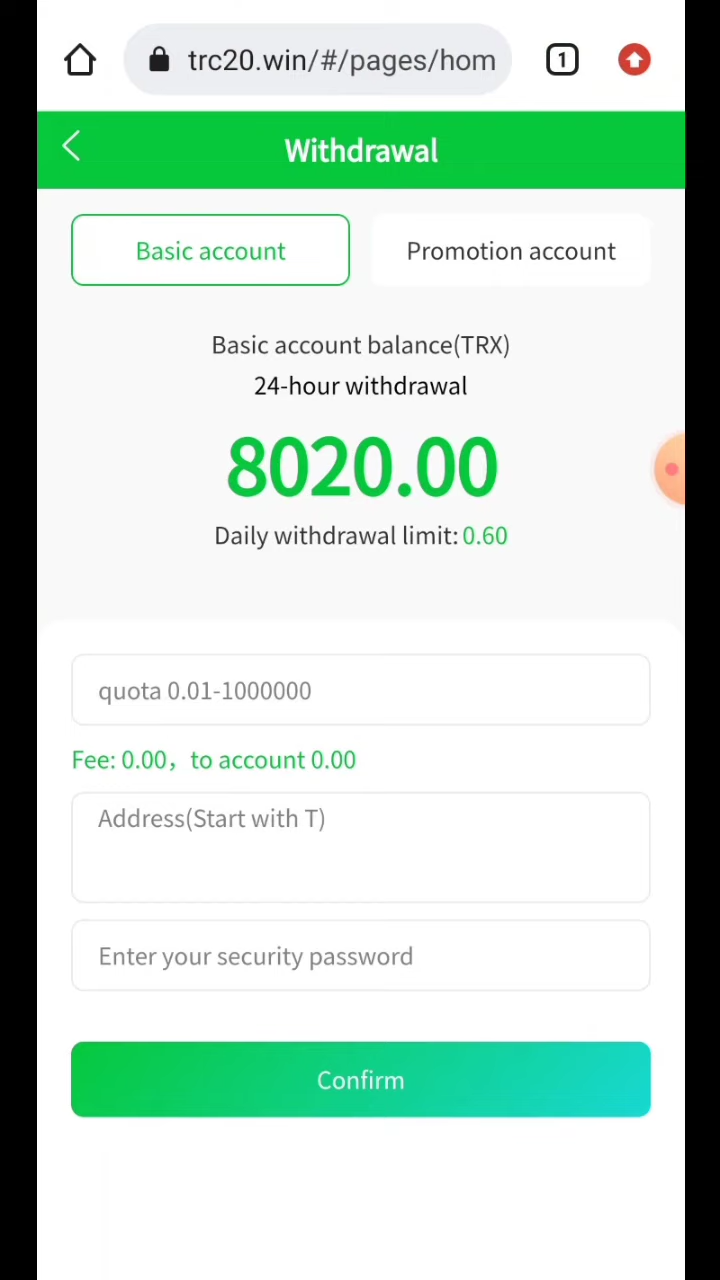 trc20.win/#/pages/hom
1
Withdrawal
Basic account
Promotion account
Basic account balance(TRX)
24-hour withdrawal
8020.00
Daily withdrawal limit: 0.60
quota 0.01-1000000
Fee: 0.00，to account 0.00
Address(Start with T)
Enter your security password
Confirm